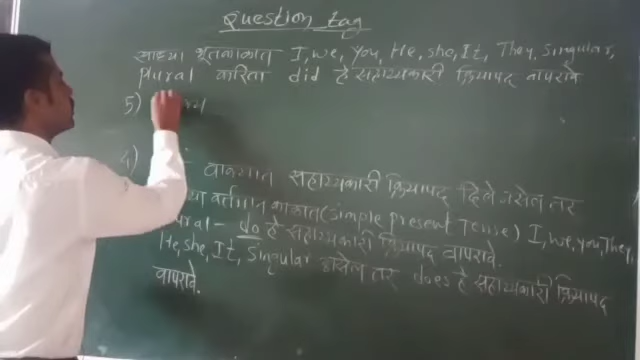 Question tag
साध्या भूतकाळात I, we, You, He, she, It, They, Singular,
Plural करिता did हे सहाय्यकारी क्रियापद वापरावे
5)
4) वाक्यात सहाय्यकारी क्रियापद दिले नसेल तर
वर्तमान काळात (simple present Tense) I, we, you, They,
Plural - do हे सहाय्यकारी क्रियापद वापरावे.
He, she, It, Singular असेल तर does हे सहाय्यकारी क्रियापद
वापरावे.